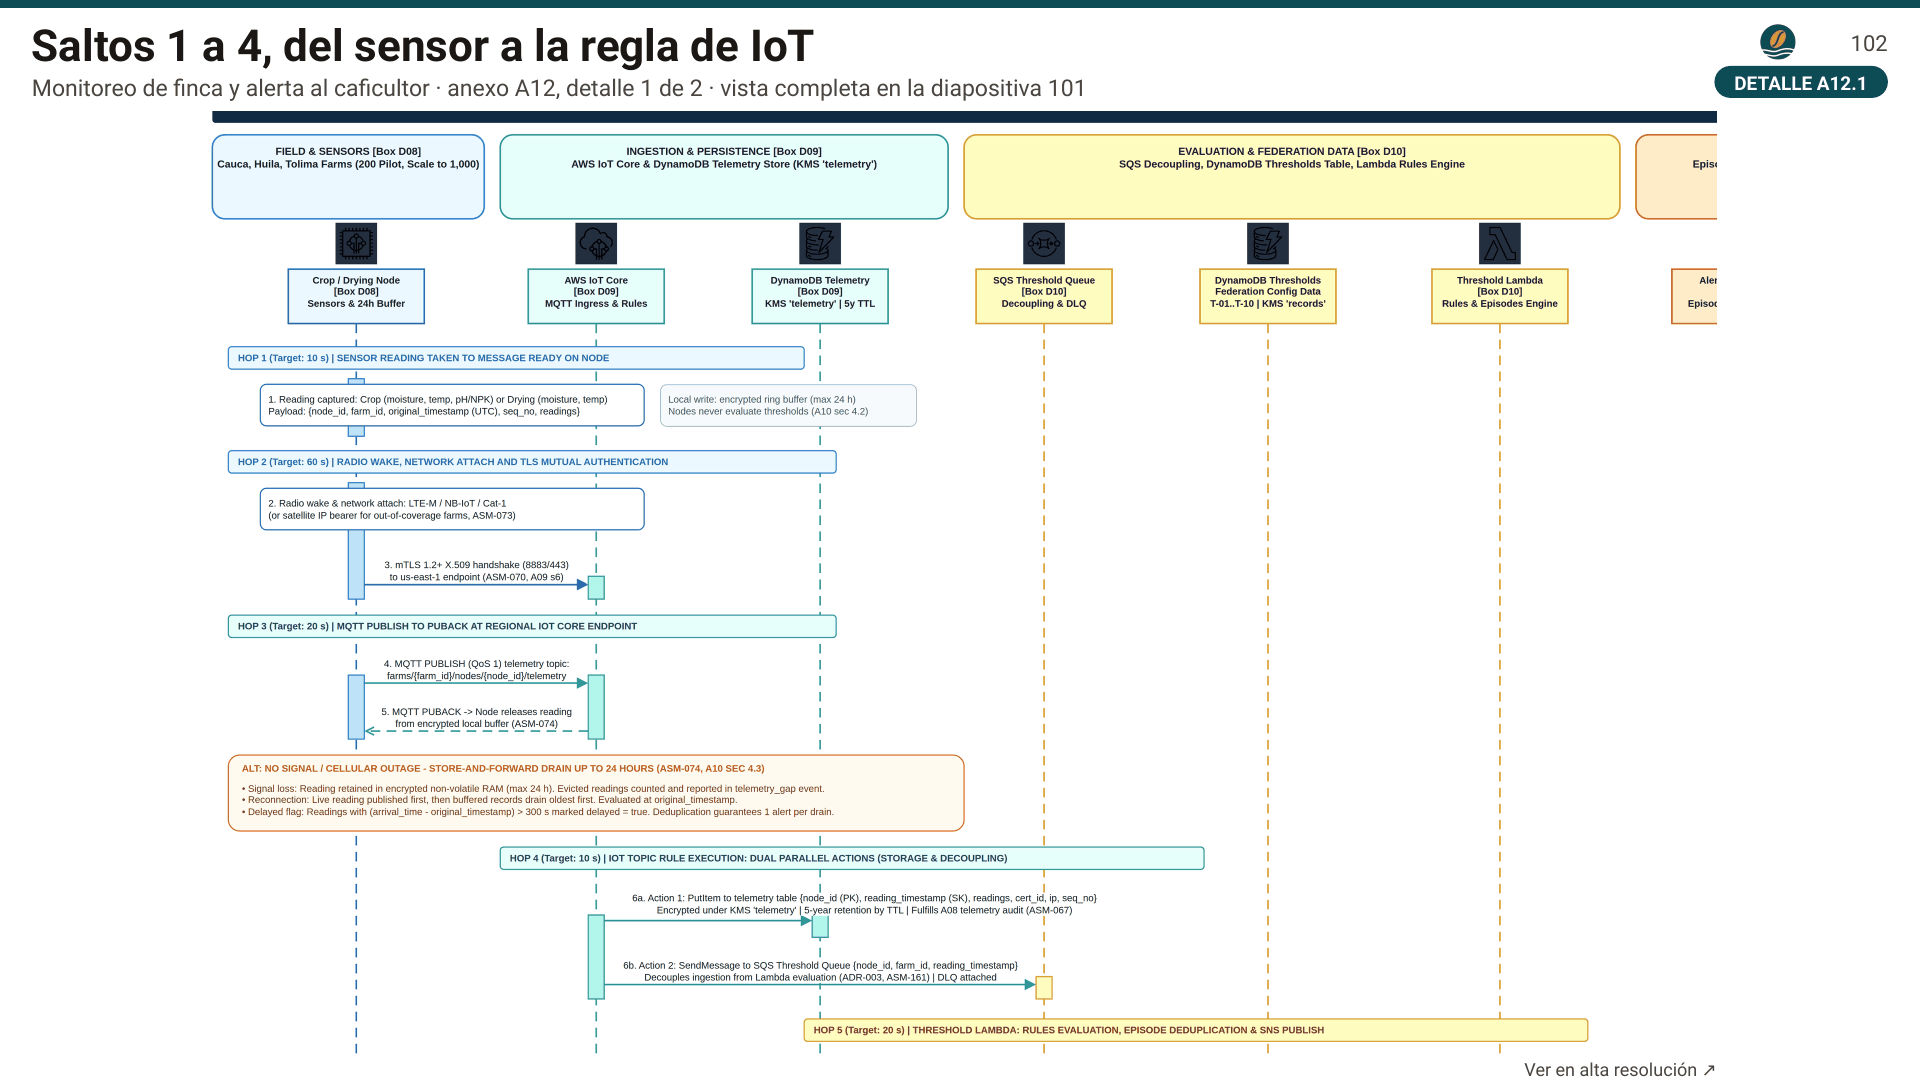 Saltos 1 a 4, del sensor a la regla de IoT
Monitoreo de finca y alerta al caficultor · anexo A12, detalle 1 de 2 · vista completa en la diapositiva 101
102
DETALLE A12.1
FIELD & SENSORS [Box D08]
Cauca, Huila, Tolima Farms (200 Pilot, Scale to 1,000)
INGESTION & PERSISTENCE [Box D09]
AWS IoT Core & DynamoDB Telemetry Store (KMS 'telemetry')
EVALUATION & FEDERATION DATA [Box D10]
SQS Decoupling, DynamoDB Thresholds Table, Lambda Rules Engine
Episo
Crop / Drying Node
[Box D08]
Sensors & 24h Buffer
AWS IoT Core
[Box D09]
MQTT Ingress & Rules
DynamoDB Telemetry
[Box D09]
KMS 'telemetry' | 5y TTL
SQS Threshold Queue
[Box D10]
Decoupling & DLQ
DynamoDB Thresholds
Federation Config Data
T-01..T-10 | KMS 'records'
Threshold Lambda
[Box D10]
Rules & Episodes Engine
Aler
Episod
HOP 1 (Target: 10 s) | SENSOR READING TAKEN TO MESSAGE READY ON NODE
1. Reading captured: Crop (moisture, temp, pH/NPK) or Drying (moisture, temp)
Payload: {node_id, farm_id, original_timestamp (UTC), seq_no, readings}
Local write: encrypted ring buffer (max 24 h)
Nodes never evaluate thresholds (A10 sec 4.2)
HOP 2 (Target: 60 s) | RADIO WAKE, NETWORK ATTACH AND TLS MUTUAL AUTHENTICATION
2. Radio wake & network attach: LTE-M / NB-IoT / Cat-1
(or satellite IP bearer for out-of-coverage farms, ASM-073)
3. mTLS 1.2+ X.509 handshake (8883/443)
to us-east-1 endpoint (ASM-070, A09 s6)
HOP 3 (Target: 20 s) | MQTT PUBLISH TO PUBACK AT REGIONAL IOT CORE ENDPOINT
4. MQTT PUBLISH (QoS 1) telemetry topic:
farms/{farm_id}/nodes/{node_id}/telemetry
5. MQTT PUBACK -> Node releases reading
from encrypted local buffer (ASM-074)
ALT: NO SIGNAL / CELLULAR OUTAGE - STORE-AND-FORWARD DRAIN UP TO 24 HOURS (ASM-074, A10 SEC 4.3)
• Signal loss: Reading retained in encrypted non-volatile RAM (max 24 h). Evicted readings counted and reported in telemetry_gap event.
• Reconnection: Live reading published first, then buffered records drain oldest first. Evaluated at original_timestamp.
• Delayed flag: Readings with (arrival_time - original_timestamp) > 300 s marked delayed = true. Deduplication guarantees 1 alert per drain.
HOP 4 (Target: 10 s) | IOT TOPIC RULE EXECUTION: DUAL PARALLEL ACTIONS (STORAGE & DECOUPLING)
6a. Action 1: PutItem to telemetry table {node_id (PK), reading_timestamp (SK), readings, cert_id, ip, seq_no}
Encrypted under KMS 'telemetry' | 5-year retention by TTL | Fulfills A08 telemetry audit (ASM-067)
6b. Action 2: SendMessage to SQS Threshold Queue {node_id, farm_id, reading_timestamp}
Decouples ingestion from Lambda evaluation (ADR-003, ASM-161) | DLQ attached
HOP 5 (Target: 20 s) | THRESHOLD LAMBDA: RULES EVALUATION, EPISODE DEDUPLICATION & SNS PUBLISH
Ver en alta resolución ↗